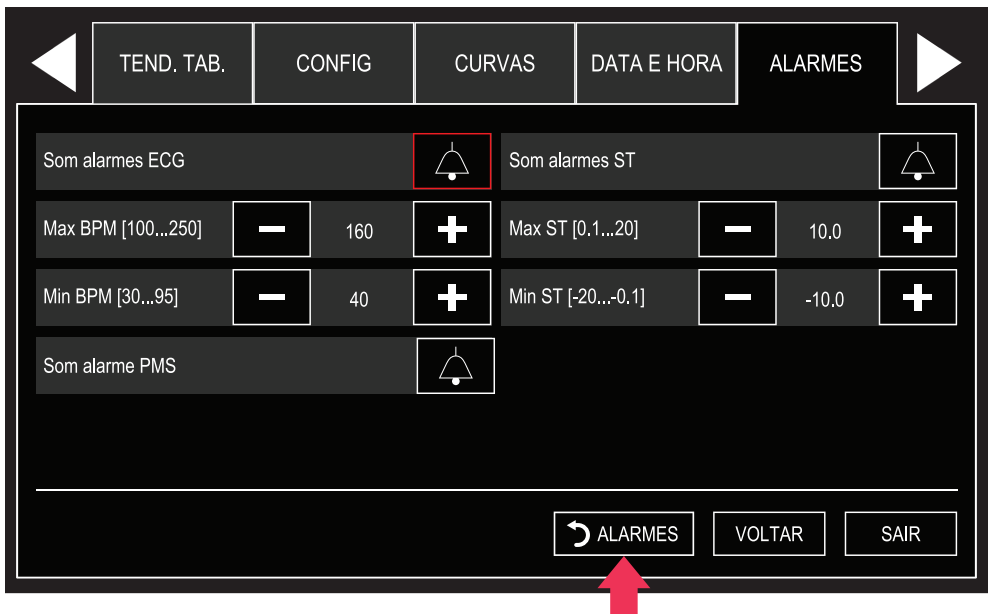 TEND. TAB. CONFIG CURVAS DATA E HORA ALARMES
Som alarmes ECG Som alarmes ST
Max BPM [100...250] 160 Max ST [0.1...20] 10.0
Min BPM [30...95] 40 Min ST [-20...-0.1] -10.0
Som alarme PMS
ALARMES VOLTAR SAIR